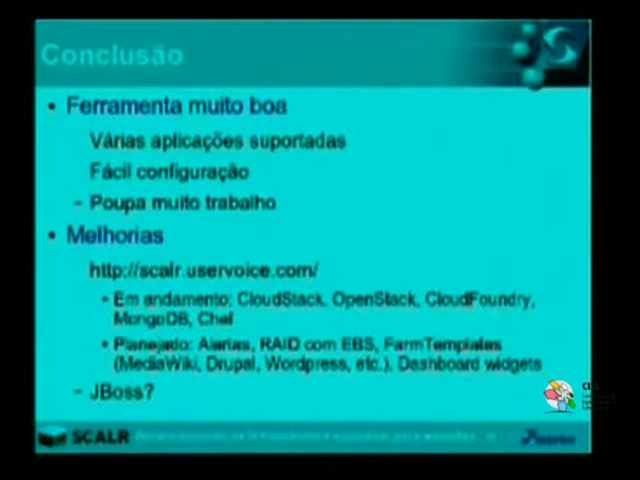 Conclusão
• Ferramenta muito boa
Várias aplicações suportadas
Fácil configuração
– Poupa muito trabalho
• Melhorias
http://scalr.uservoice.com/
• Em andamento: CloudStack, OpenStack, CloudFoundry,
MongoDB, Chef
• Planejado: Alertas, RAID com EBS, FarmTemplates
(MediaWiki, Drupal, Wordpress, etc.), Dashboard widgets
– JBoss?
SCALR